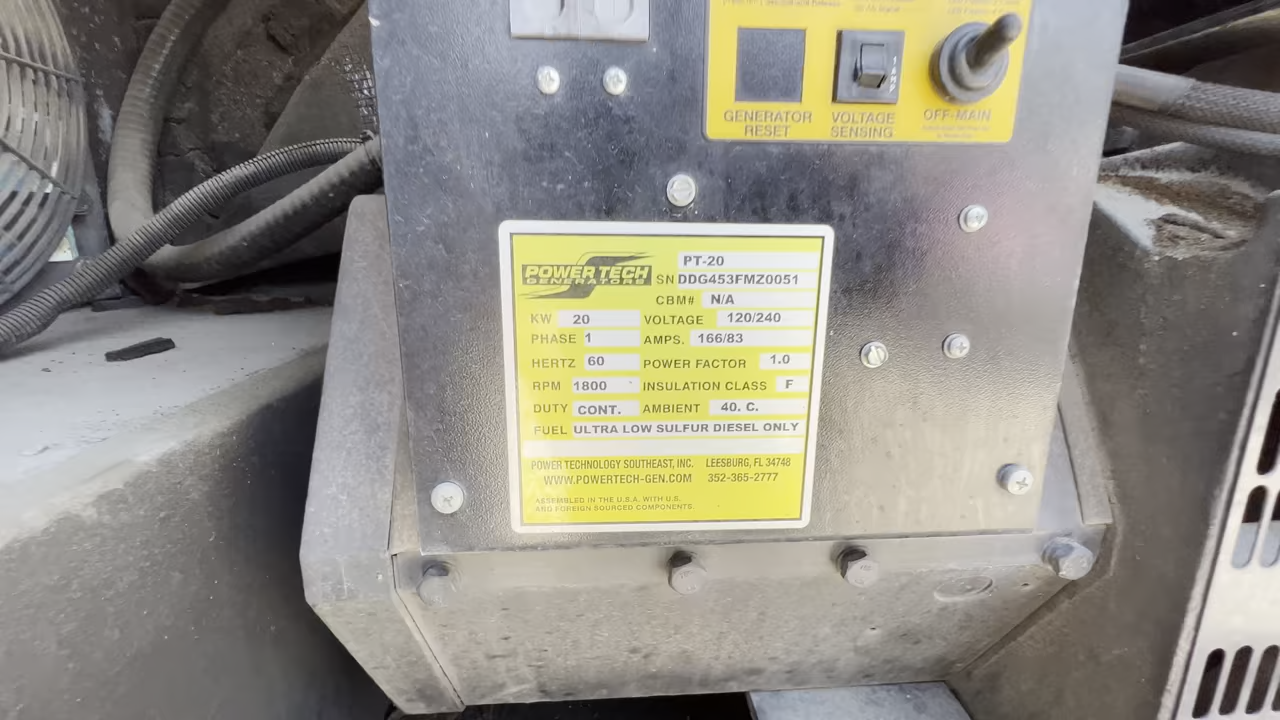 GENERATOR
RESET
VOLTAGE
SENSING
OFF-MAIN
POWER TECH
GENERATORS
PT-20
SN DDG453FMZ0051
CBM# N/A
KW 20 VOLTAGE 120/240
PHASE 1 AMPS. 166/83
HERTZ 60 POWER FACTOR 1.0
RPM 1800 INSULATION CLASS F
DUTY CONT. AMBIENT 40. C.
FUEL ULTRA LOW SULFUR DIESEL ONLY
POWER TECHNOLOGY SOUTHEAST, INC. LEESBURG, FL 34748
WWW.POWERTECH-GEN.COM 352-365-2777
ASSEMBLED IN THE U.S.A. WITH U.S.
AND FOREIGN SOURCED COMPONENTS.